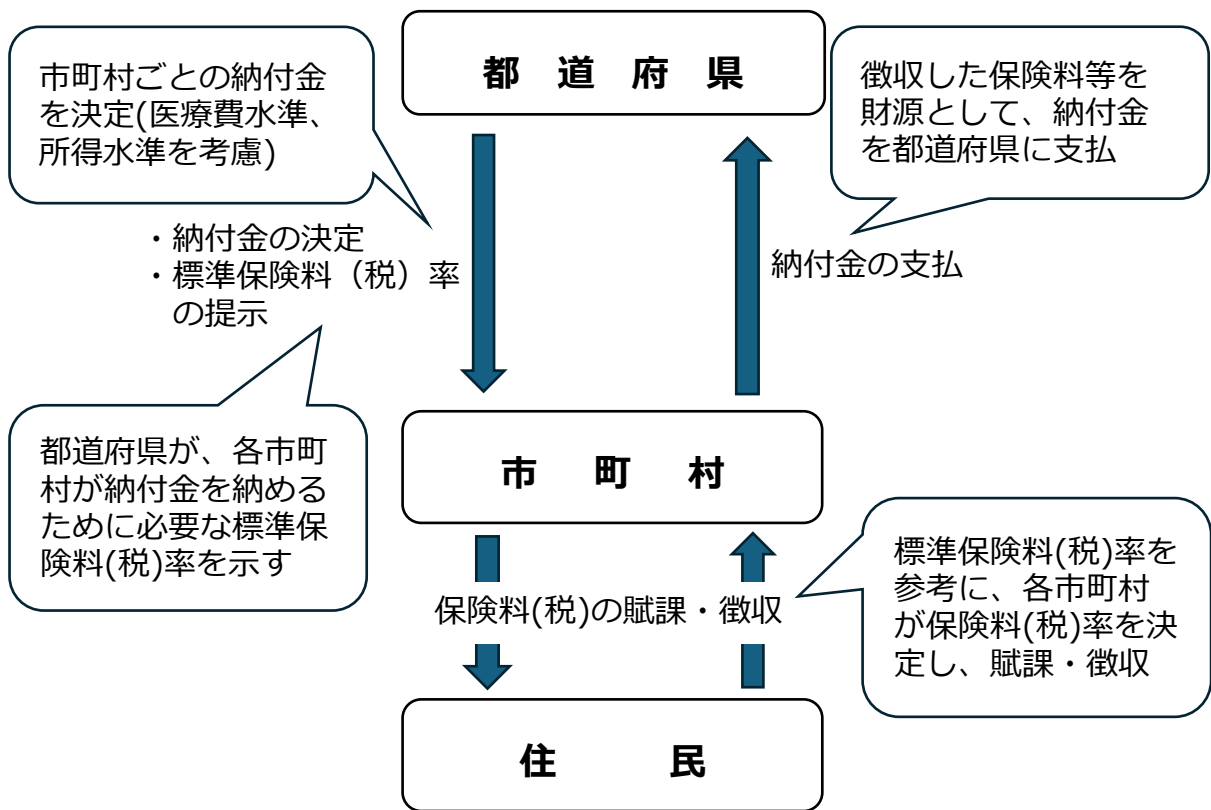 都道府県
市町村ごとの納付金
を決定(医療費水準、
所得水準を考慮)
徴収した保険料等を
財源として、納付金
を都道府県に支払
・納付金の決定
・標準保険料（税）率
の提示
納付金の支払
都道府県が、各市町
村が納付金を納める
ために必要な標準保
険料(税)率を示す
市町村
保険料(税)の賦課・徴収
標準保険料(税)率を
参考に、各市町村
が保険料(税)率を決
定し、賦課・徴収
住民